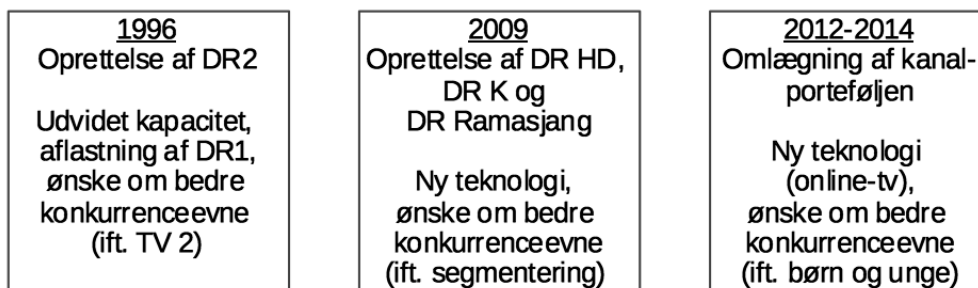 1996
Oprettelse af DR2
Udvidet kapacitet,
aflastning af DR1,
ønske om bedre
konkurrenceevne
(ift. TV 2)
2009
Oprettelse af DR HD,
DR K og
DR Ramasjang
Ny teknologi,
ønske om bedre
konkurrenceevne
(ift. segmentering)
2012-2014
Omlægning af kanal-
porteføljen
Ny teknologi
(online-tv),
ønske om bedre
konkurrenceevne
(ift. børn og unge)